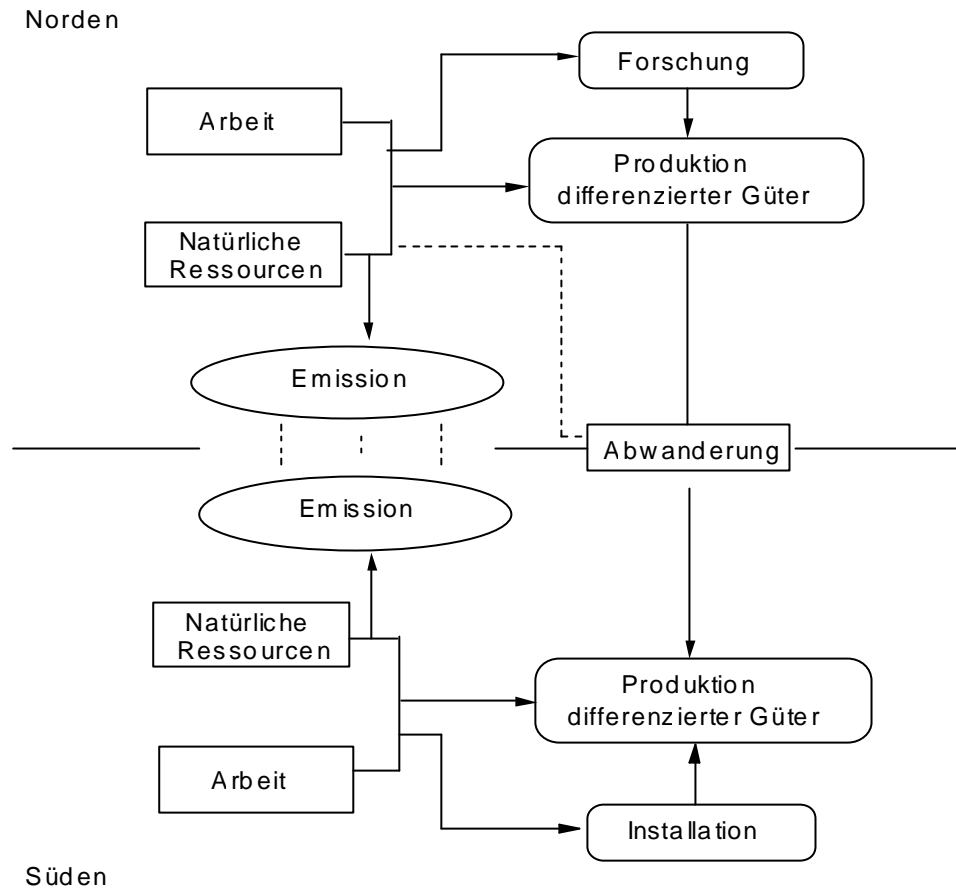 Norden
Forschung
Arbeit
Produktion
differenzierter Güter
Natürliche
Ressourcen
Emission
Abwanderung
Emission
Natürliche
Ressourcen
Produktion
differenzierter Güter
Arbeit
Installation
Süden